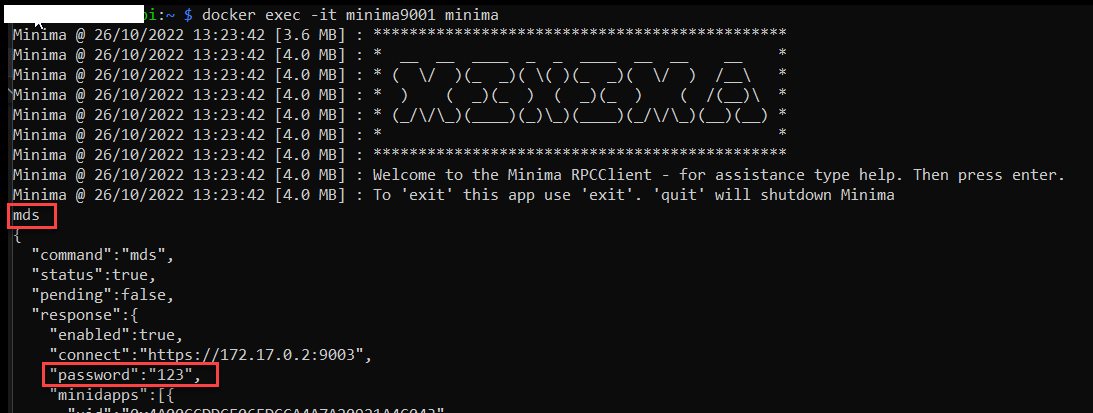 pi:~ $ docker exec -it minima9001 minima
Minima @ 26/10/2022 13:23:42 [3.6 MB] : **********************************************
Minima @ 26/10/2022 13:23:42 [4.0 MB] : *  __  __  ____  _  _  ____  __  __    __    *
Minima @ 26/10/2022 13:23:42 [4.0 MB] : * (  \/  )(_  _)( \( )(_  _)(  \/  )  /__\   *
Minima @ 26/10/2022 13:23:42 [4.0 MB] : *  )    (  _)(_  )  (  _)(_  )    (  /(__)\  *
Minima @ 26/10/2022 13:23:42 [4.0 MB] : * (_/\/\_)(____)(_)\_)(____)(_/\/\_)(__)(__) *
Minima @ 26/10/2022 13:23:42 [4.0 MB] : *                                            *
Minima @ 26/10/2022 13:23:42 [4.0 MB] : **********************************************
Minima @ 26/10/2022 13:23:42 [4.0 MB] : Welcome to the Minima RPCClient - for assistance type help. Then press enter.
Minima @ 26/10/2022 13:23:42 [4.0 MB] : To 'exit' this app use 'exit'. 'quit' will shutdown Minima
mds
{
  "command":"mds",
  "status":true,
  "pending":false,
  "response":{
    "enabled":true,
    "connect":"https://172.17.0.2:9003",
    "password":"123",
    "minidapps":[{